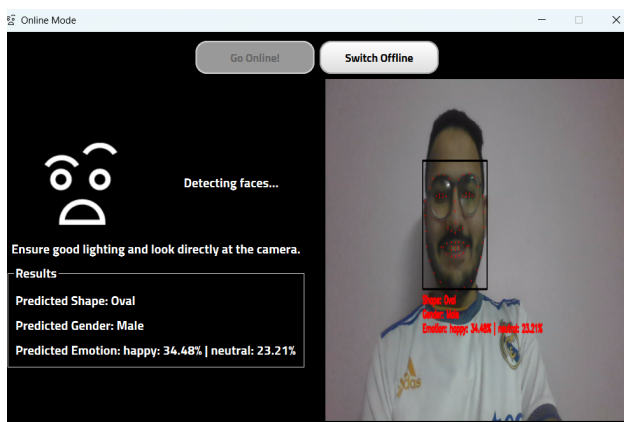 Online Mode
Go Online!
Switch Offline
Detecting faces...
Ensure good lighting and look directly at the camera.
Results
Predicted Shape: Oval
Predicted Gender: Male
Predicted Emotion: happy: 34.48% | neutral: 23.21%
Shape: Oval
Gender: Male
Emotion: happy: 34.48% | neutral: 23.21%
adidas